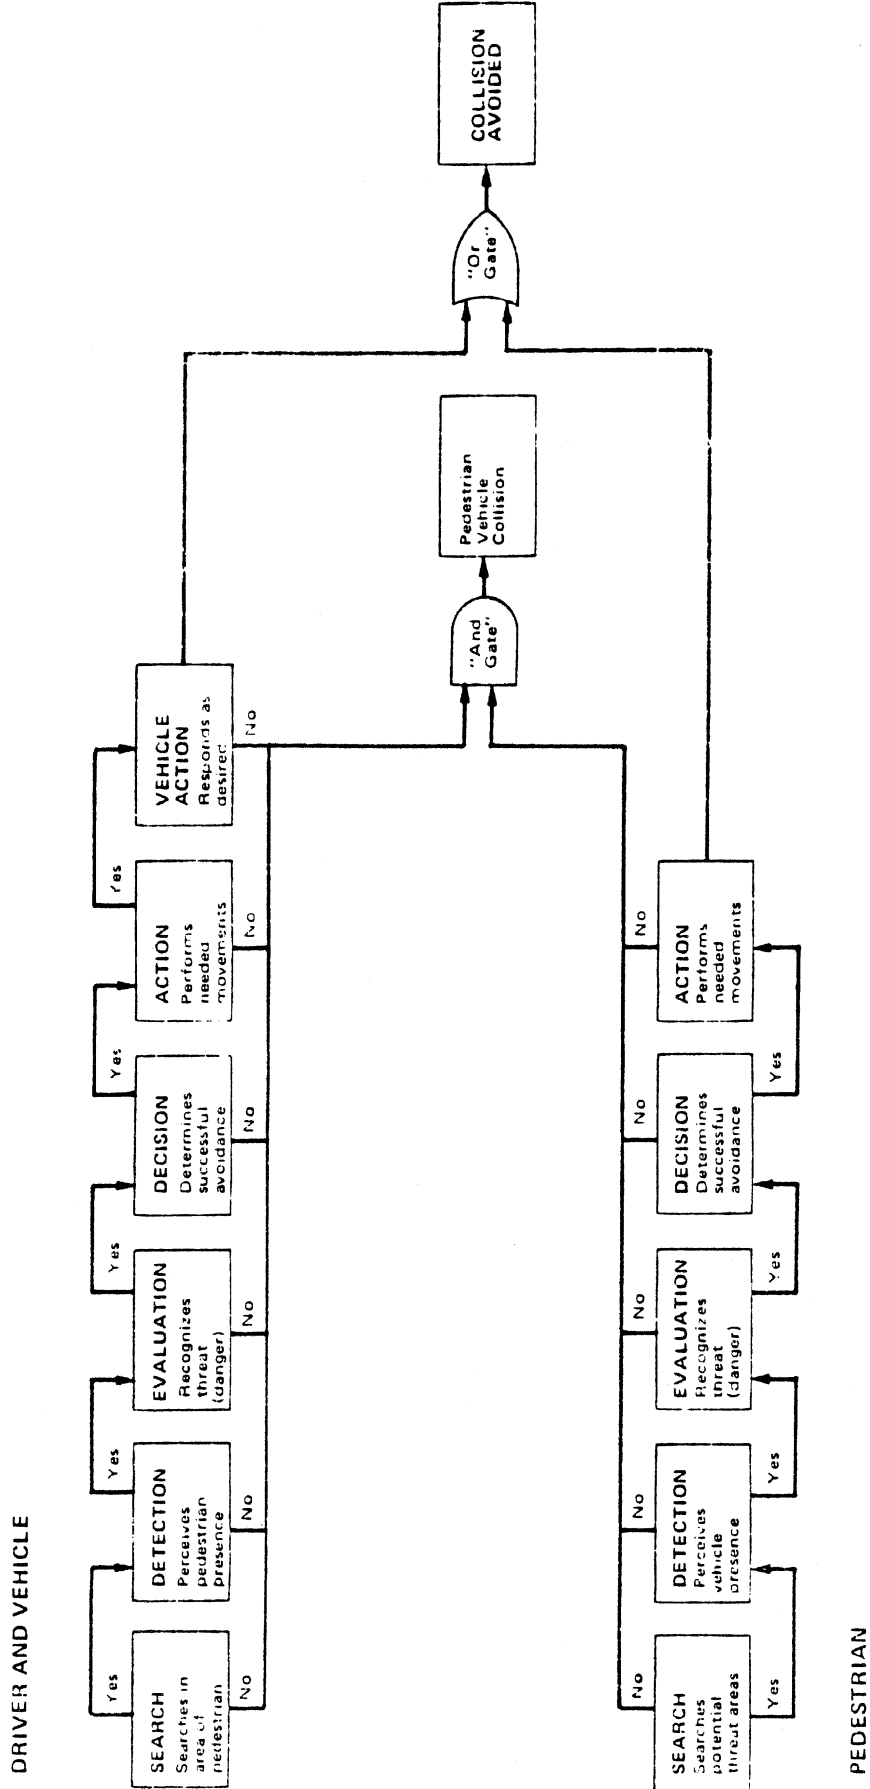 DRIVER AND VEHICLE
SEARCH
Searches in
area of
pedestrian
Yes
No
DETECTION
Perceives
pedestrian
presence
Yes
No
EVALUATION
Recognizes
threat
(danger)
Yes
No
DECISION
Determines
successful
avoidance
Yes
No
ACTION
Performs
needed
movements
Yes
No
VEHICLE
ACTION
Responds as
desired
No
"And
Gate"
Pedestrian
Vehicle
Collision
"Or
Gate"
COLLISION
AVOIDED
PEDESTRIAN
SEARCH
Searches
potential
threat areas
No
Yes
DETECTION
Perceives
vehicle
presence
No
Yes
EVALUATION
Recognizes
threat
(danger)
No
Yes
DECISION
Determines
successful
avoidance
No
Yes
ACTION
Performs
needed
movements
No